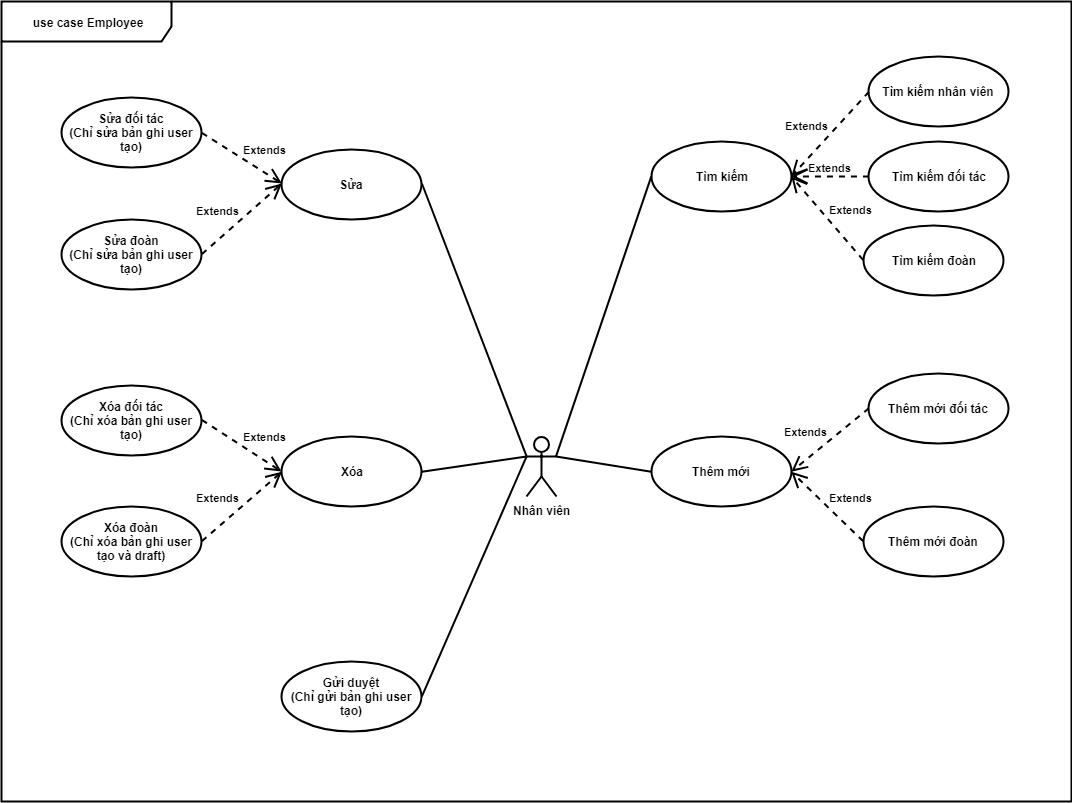 use case Employee
Sửa đối tác
(Chỉ sửa bản ghi user
tạo)
Extends
Sửa
Extends
Sửa đoàn
(Chỉ sửa bản ghi user
tạo)
Tìm kiếm nhân viên
Extends
Tìm kiếm
Extends
Tìm kiếm đối tác
Extends
Tìm kiếm đoàn
Xóa đối tác
(Chỉ xóa bản ghi user
tạo)
Extends
Xóa
Extends
Xóa đoàn
(Chỉ xóa bản ghi user
tạo và draft)
Nhân viên
Thêm mới đối tác
Extends
Thêm mới
Extends
Thêm mới đoàn
Gửi duyệt
(Chỉ gửi bản ghi user
tạo)